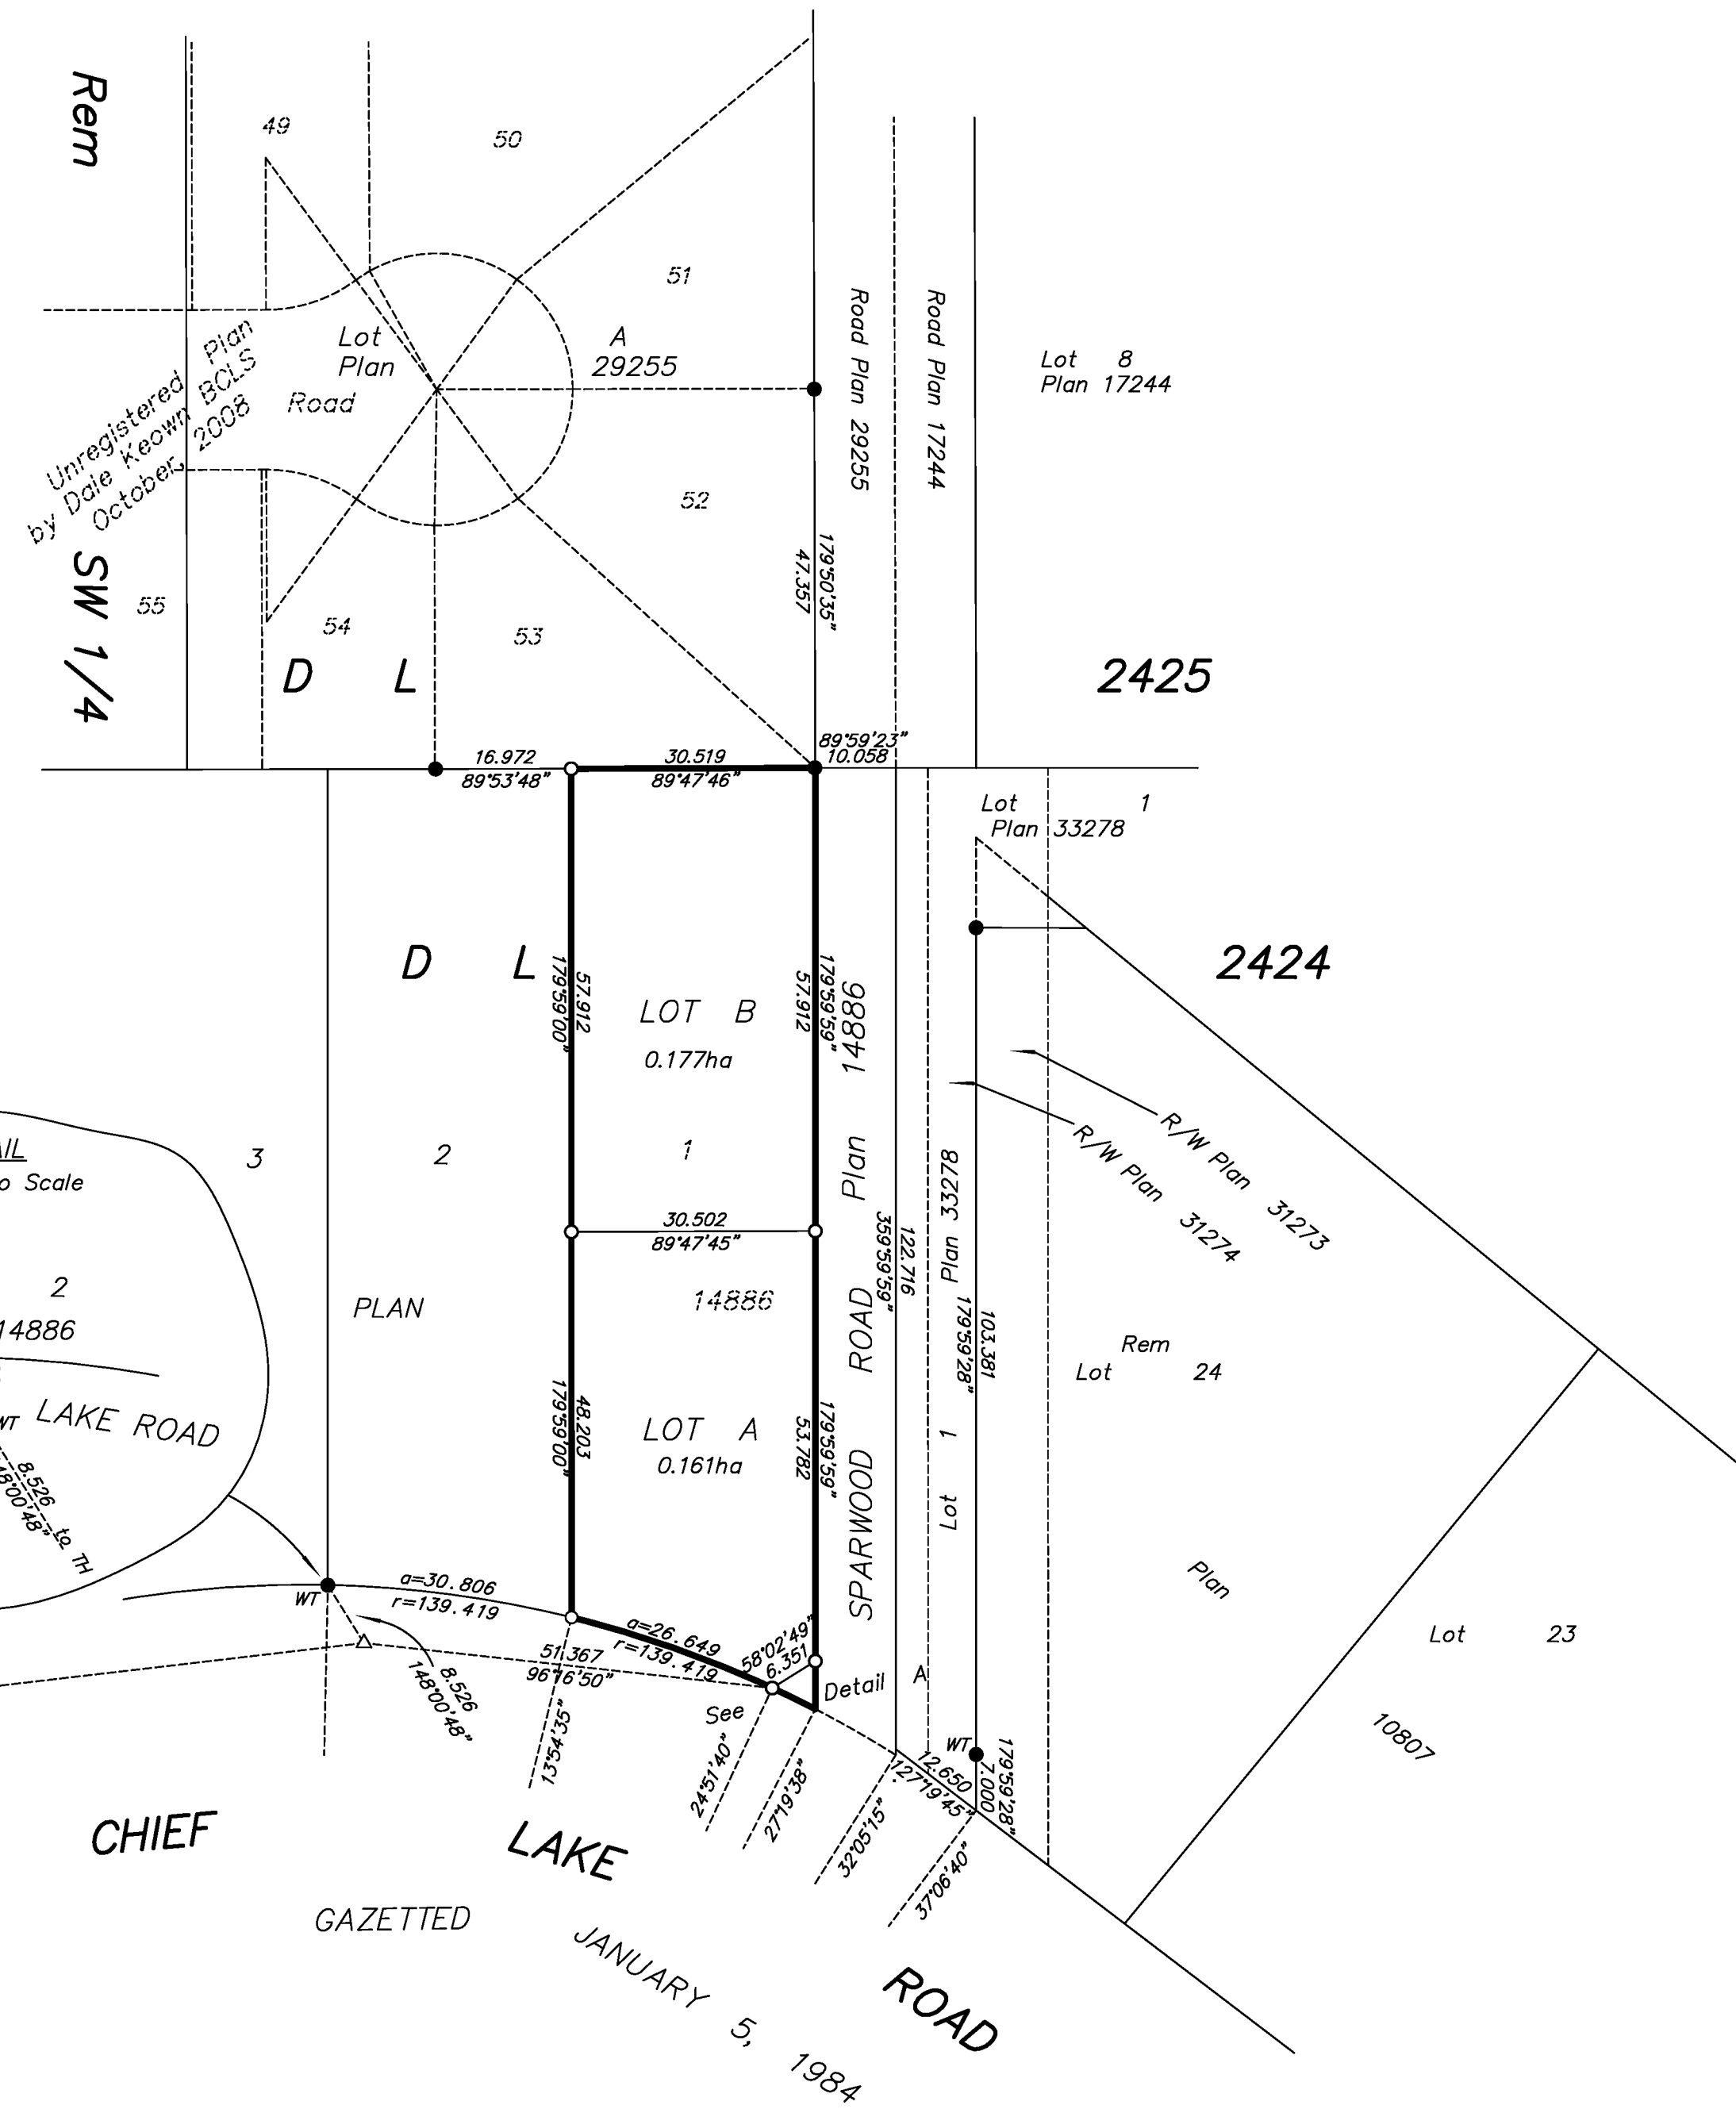 Rem
49
50
51
Lot A
Plan 29255
Road
Unregistered Plan
by Dale Keown BCLS
October, 2008
Road Plan 29255
Road Plan 17244
Lot 8
Plan 17244
52
SW 1/4
55
54
53
179°50'35"
47.357
D L 2425
16.972
89°53'48"
30.519
89°47'46"
89°59'23"
10.058
Lot 1
Plan 33278
D L 2424
57.912
179°59'00"
LOT B
0.177ha
179°59'59"
57.912
Plan 14886
R/W Plan 31273
R/W Plan 31274
3
2
1
o Scale
30.502
89°47'45"
122.716
359°59'59"
Lot 1 Plan 33278
103.381
179°59'28"
2
14886
PLAN
14886
Rem
Lot 24
LAKE ROAD
WT
8.526
48°00'48"
to TH
48.203
179°59'00"
LOT A
0.161ha
179°59'59"
53.782
SPARWOOD ROAD
Plan
10807
Lot 23
WT
a=30.806
r=139.419
a=26.649
r=139.419
58°02'49"
6.351
51.367
96°16'50"
8.526
148°00'48"
See Detail A
13°54'35"
24°51'40"
27°19'38"
32°05'15"
37°06'40"
WT
12.650
127°19'45"
179°59'28"
7.000
CHIEF LAKE ROAD
GAZETTED JANUARY 5, 1984